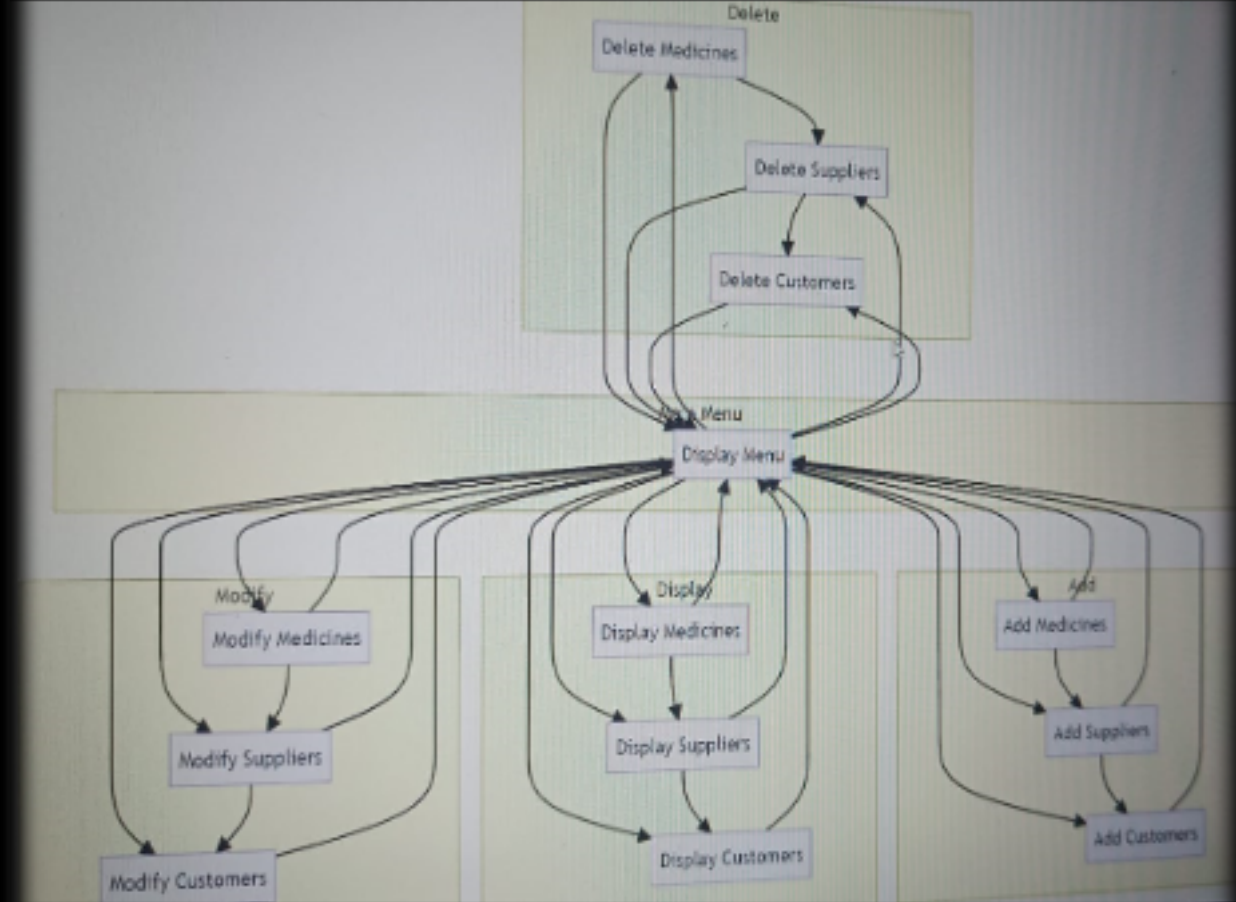 Delete
Delete Medicines
Delete Suppliers
Delete Customers
Menu
Display Menu
Modify
Modify Medicines
Modify Suppliers
Modify Customers
Display
Display Medicines
Display Suppliers
Display Customers
Add
Add Medicines
Add Suppliers
Add Customers